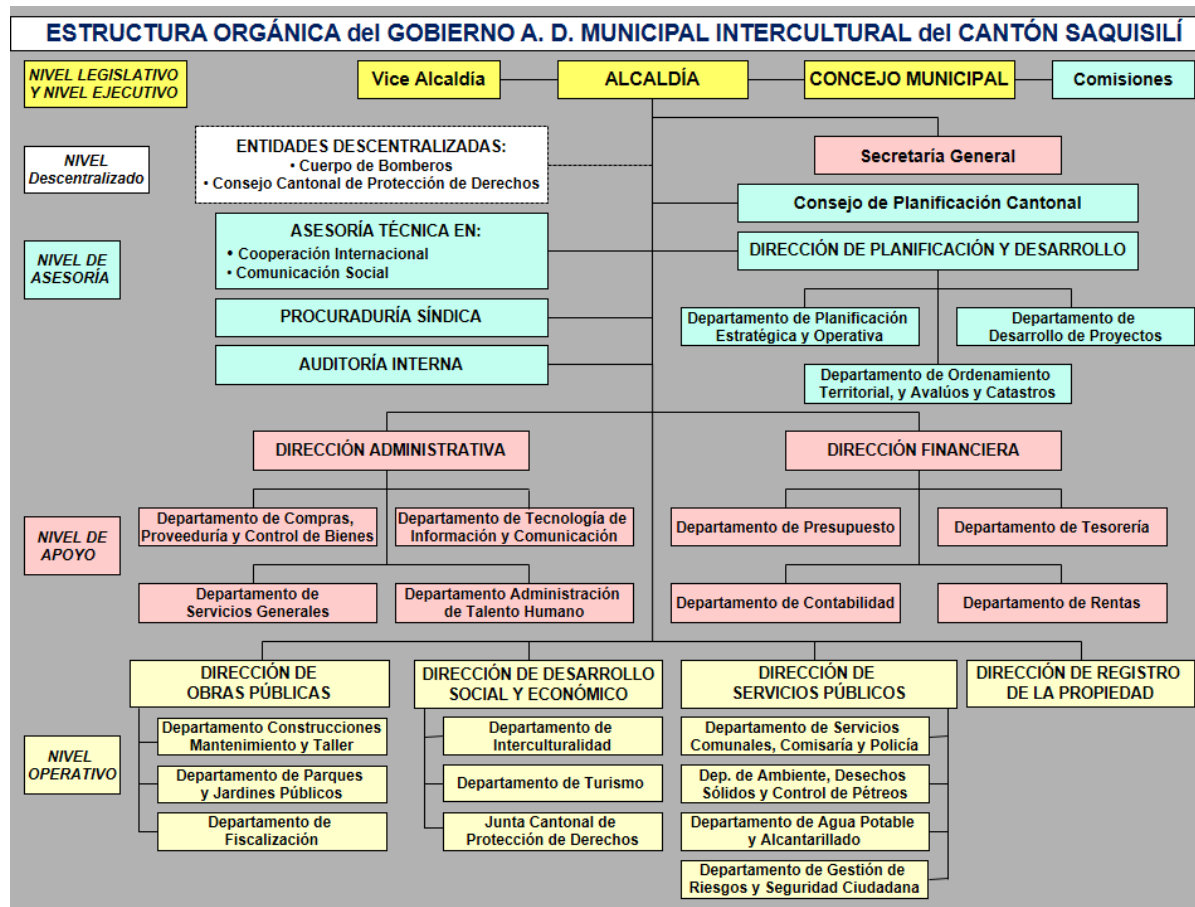 ESTRUCTURA ORGÁNICA del GOBIERNO A. D. MUNICIPAL INTERCULTURAL del CANTÓN SAQUISILÍ
NIVEL LEGISLATIVO
Y NIVEL EJECUTIVO
Vice Alcaldía
ALCALDÍA
CONCEJO MUNICIPAL
Comisiones
NIVEL
Descentralizado
ENTIDADES DESCENTRALIZADAS:
• Cuerpo de Bomberos
• Consejo Cantonal de Protección de Derechos
Secretaría General
Consejo de Planificación Cantonal
NIVEL DE
ASESORÍA
ASESORÍA TÉCNICA EN:
• Cooperación Internacional
• Comunicación Social
DIRECCIÓN DE PLANIFICACIÓN Y DESARROLLO
PROCURADURÍA SÍNDICA
Departamento de Planificación
Estratégica y Operativa
Departamento de
Desarrollo de Proyectos
AUDITORÍA INTERNA
Departamento de Ordenamiento
Territorial, y Avalúos y Catastros
DIRECCIÓN ADMINISTRATIVA
DIRECCIÓN FINANCIERA
NIVEL DE
APOYO
Departamento de Compras,
Proveeduría y Control de Bienes
Departamento de Tecnología de
Información y Comunicación
Departamento de Presupuesto
Departamento de Tesorería
Departamento de
Servicios Generales
Departamento Administración
de Talento Humano
Departamento de Contabilidad
Departamento de Rentas
DIRECCIÓN DE
OBRAS PÚBLICAS
DIRECCIÓN DE DESARROLLO
SOCIAL Y ECONÓMICO
DIRECCIÓN DE
SERVICIOS PÚBLICOS
DIRECCIÓN DE REGISTRO
DE LA PROPIEDAD
NIVEL
OPERATIVO
Departamento Construcciones
Mantenimiento y Taller
Departamento de
Interculturalidad
Departamento de Servicios
Comunales, Comisaría y Policía
Departamento de Parques
y Jardines Públicos
Departamento de Turismo
Dep. de Ambiente, Desechos
Sólidos y Control de Pétreos
Departamento de
Fiscalización
Junta Cantonal de
Protección de Derechos
Departamento de Agua Potable
y Alcantarillado
Departamento de Gestión de
Riesgos y Seguridad Ciudadana